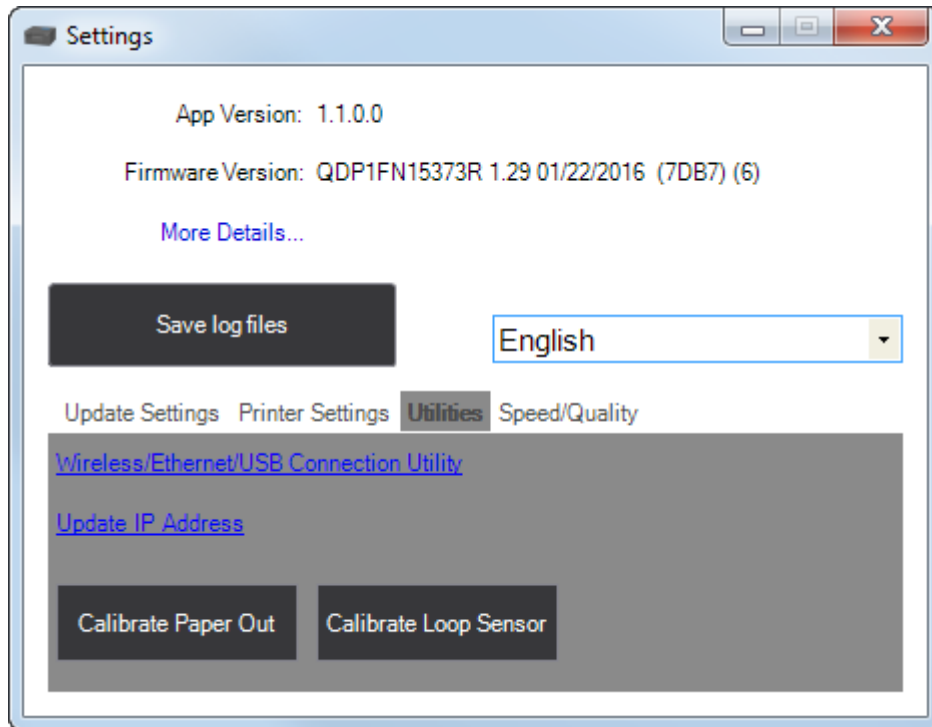 Settings
App Version: 1.1.0.0
Firmware Version: QDP1FN15373R 1.29 01/22/2016 (7DB7) (6)
More Details...
Save log files
English
Update Settings Printer Settings Utilities Speed/Quality
Wireless/Ethernet/USB Connection Utility
Update IP Address
Calibrate Paper Out Calibrate Loop Sensor